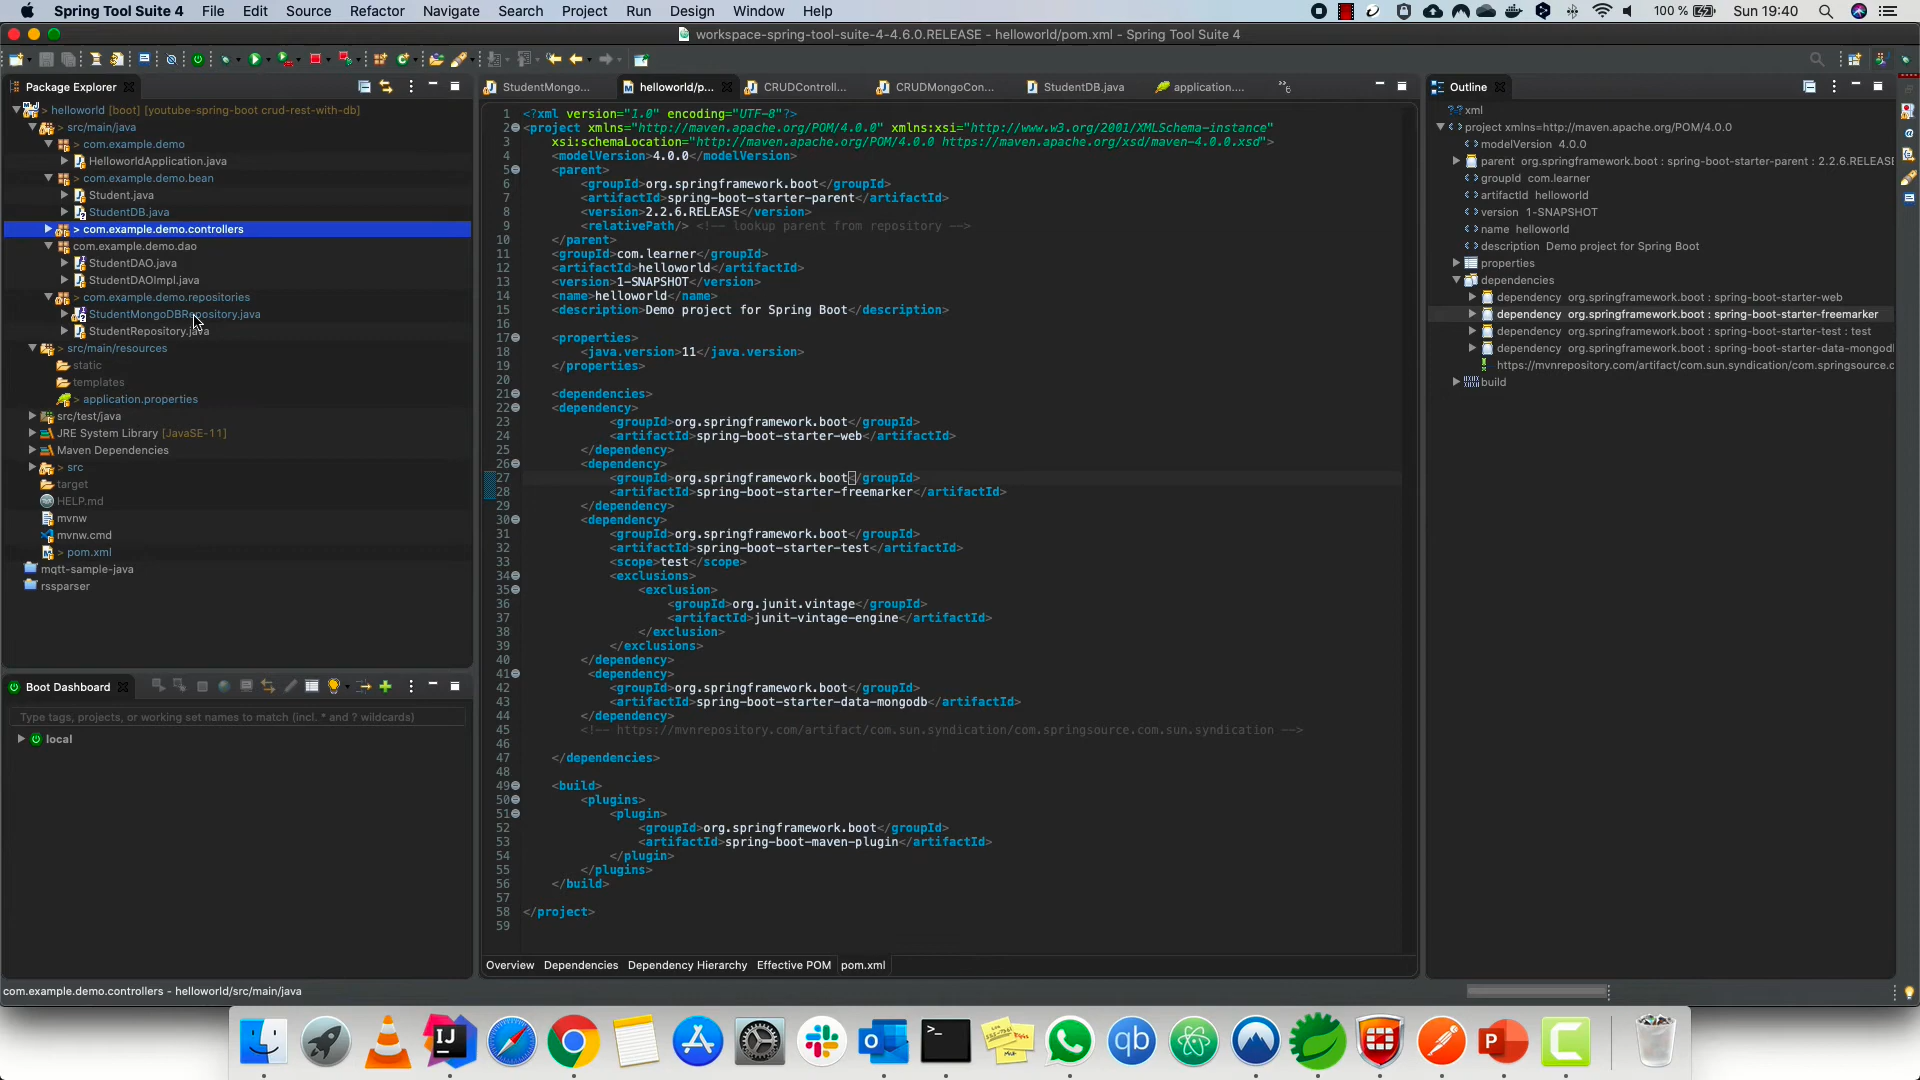 Spring Tool Suite 4 File Edit Source Refactor Navigate Search Project Run Design Window Help 100 % Sun 19:40
workspace-spring-tool-suite-4-4.6.0.RELEASE - helloworld/pom.xml - Spring Tool Suite 4
Package Explorer
> helloworld [boot] [youtube-spring-boot crud-rest-with-db]
> src/main/java
> com.example.demo
HelloworldApplication.java
> com.example.demo.bean
Student.java
StudentDB.java
> com.example.demo.controllers
com.example.demo.dao
StudentDAO.java
StudentDAOImpl.java
> com.example.demo.repositories
StudentMongoDBRepository.java
StudentRepository.java
> src/main/resources
static
templates
> application.properties
src/test/java
JRE System Library [JavaSE-11]
Maven Dependencies
> src
target
HELP.md
mvnw
mvnw.cmd
> pom.xml
mqtt-sample-java
rssparser
Boot Dashboard
Type tags, projects, or working set names to match (incl. * and ? wildcards)
local
StudentMongo... helloworld/p... CRUDControll... CRUDMongoCon... StudentDB.java application.... »6
1 <?xml version="1.0" encoding="UTF-8"?>
2 <project xmlns="http://maven.apache.org/POM/4.0.0" xmlns:xsi="http://www.w3.org/2001/XMLSchema-instance"
3 xsi:schemaLocation="http://maven.apache.org/POM/4.0.0 https://maven.apache.org/xsd/maven-4.0.0.xsd">
4 <modelVersion>4.0.0</modelVersion>
5 <parent>
6 <groupId>org.springframework.boot</groupId>
7 <artifactId>spring-boot-starter-parent</artifactId>
8 <version>2.2.6.RELEASE</version>
9 <relativePath/> <!-- lookup parent from repository -->
10 </parent>
11 <groupId>com.learner</groupId>
12 <artifactId>helloworld</artifactId>
13 <version>1-SNAPSHOT</version>
14 <name>helloworld</name>
15 <description>Demo project for Spring Boot</description>
16
17 <properties>
18 <java.version>11</java.version>
19 </properties>
20
21 <dependencies>
22 <dependency>
23 <groupId>org.springframework.boot</groupId>
24 <artifactId>spring-boot-starter-web</artifactId>
25 </dependency>
26 <dependency>
27 <groupId>org.springframework.boot</groupId>
28 <artifactId>spring-boot-starter-freemarker</artifactId>
29 </dependency>
30 <dependency>
31 <groupId>org.springframework.boot</groupId>
32 <artifactId>spring-boot-starter-test</artifactId>
33 <scope>test</scope>
34 <exclusions>
35 <exclusion>
36 <groupId>org.junit.vintage</groupId>
37 <artifactId>junit-vintage-engine</artifactId>
38 </exclusion>
39 </exclusions>
40 </dependency>
41 <dependency>
42 <groupId>org.springframework.boot</groupId>
43 <artifactId>spring-boot-starter-data-mongodb</artifactId>
44 </dependency>
45 <!-- https://mvnrepository.com/artifact/com.sun.syndication/com.springsource.com.sun.syndication -->
46
47 </dependencies>
48
49 <build>
50 <plugins>
51 <plugin>
52 <groupId>org.springframework.boot</groupId>
53 <artifactId>spring-boot-maven-plugin</artifactId>
54 </plugin>
55 </plugins>
56 </build>
57
58 </project>
59
Overview Dependencies Dependency Hierarchy Effective POM pom.xml
Outline
?-? xml
<> project xmlns=http://maven.apache.org/POM/4.0.0
<> modelVersion 4.0.0
parent org.springframework.boot : spring-boot-starter-parent : 2.2.6.RELEASE
<> groupId com.learner
<> artifactId helloworld
<> version 1-SNAPSHOT
<> name helloworld
<> description Demo project for Spring Boot
properties
dependencies
dependency org.springframework.boot : spring-boot-starter-web
dependency org.springframework.boot : spring-boot-starter-freemarker
dependency org.springframework.boot : spring-boot-starter-test : test
dependency org.springframework.boot : spring-boot-starter-data-mongodl
https://mvnrepository.com/artifact/com.sun.syndication/com.springsource.c
build
com.example.demo.controllers - helloworld/src/main/java